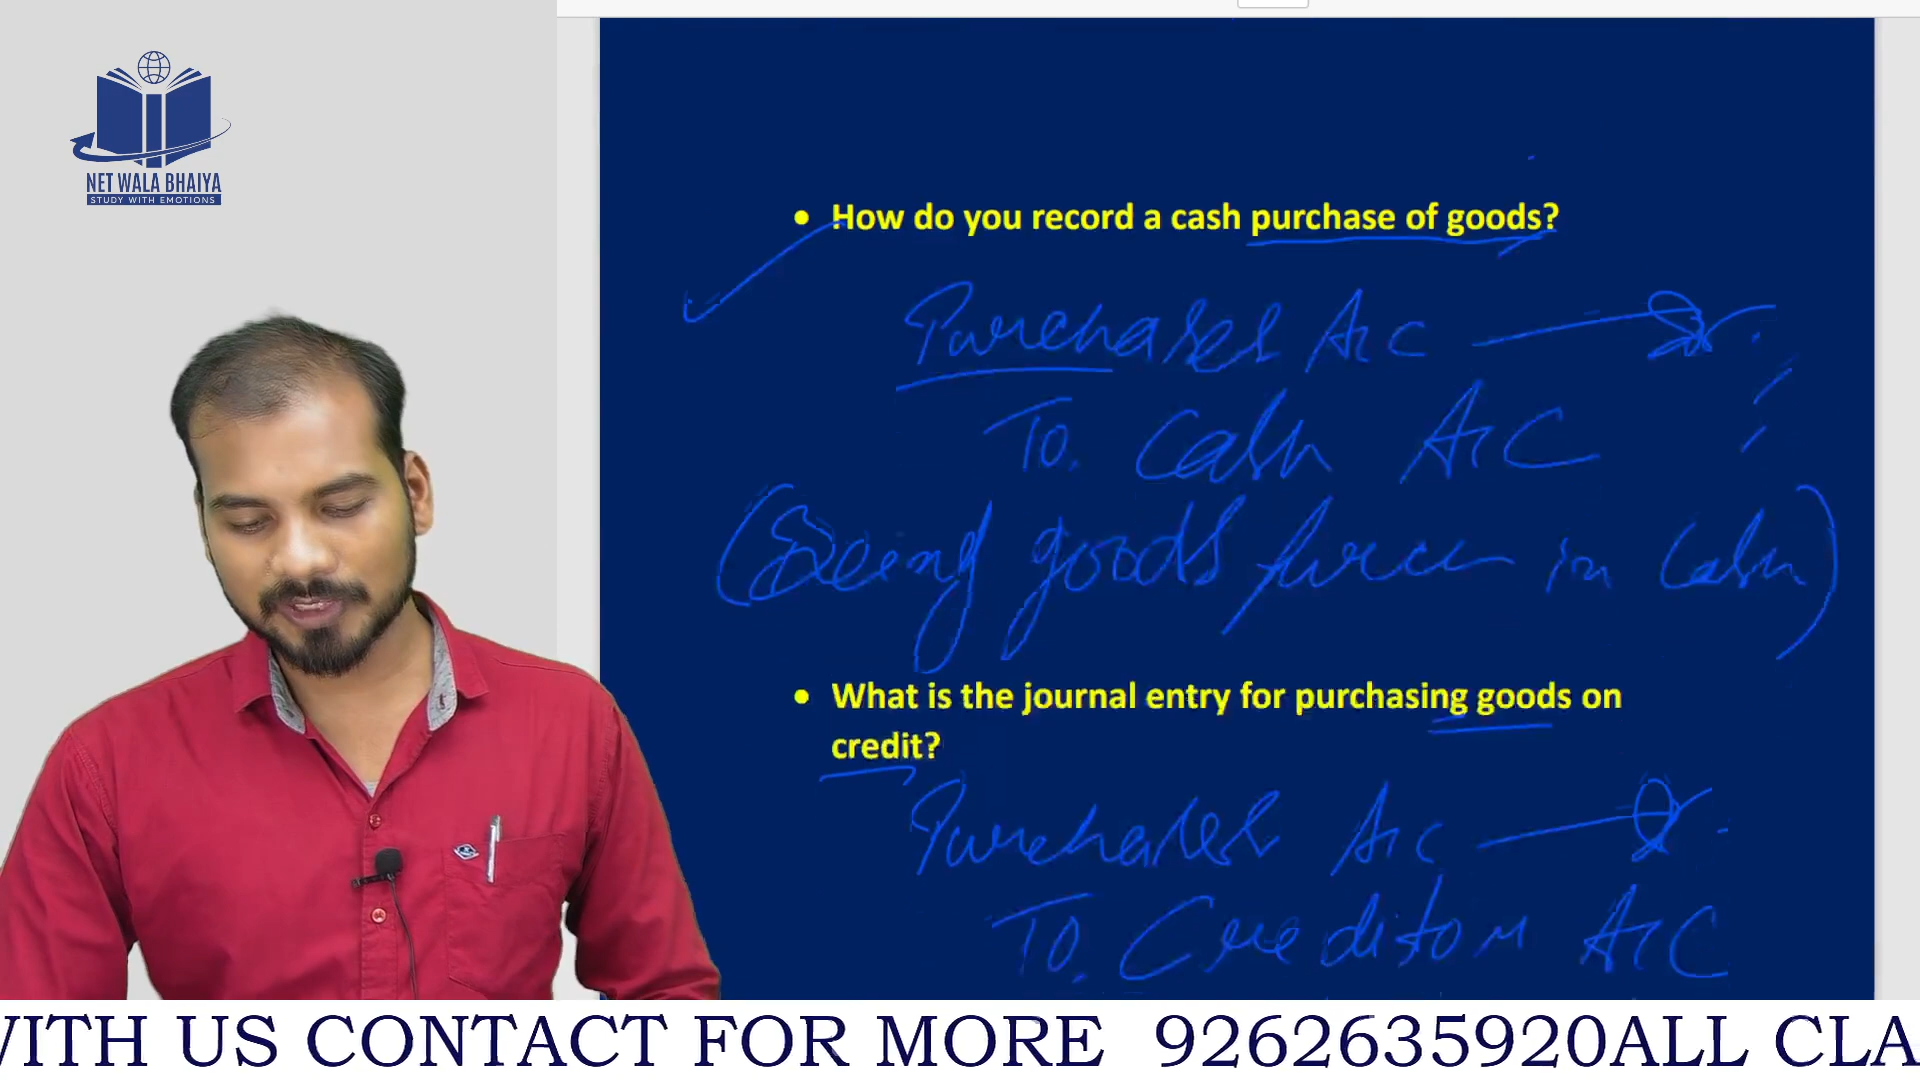 NET WALA BHAIYA
STUDY WITH EMOTIONS
• How do you record a cash purchase of goods?
Purchases A/C — Dr.
To. Cash A/C
(Being goods in Cash)
• What is the journal entry for purchasing goods on
credit?
Purchases A/C — Dr.
To. Creditors A/C
WITH US CONTACT FOR MORE 9262635920ALL CLA